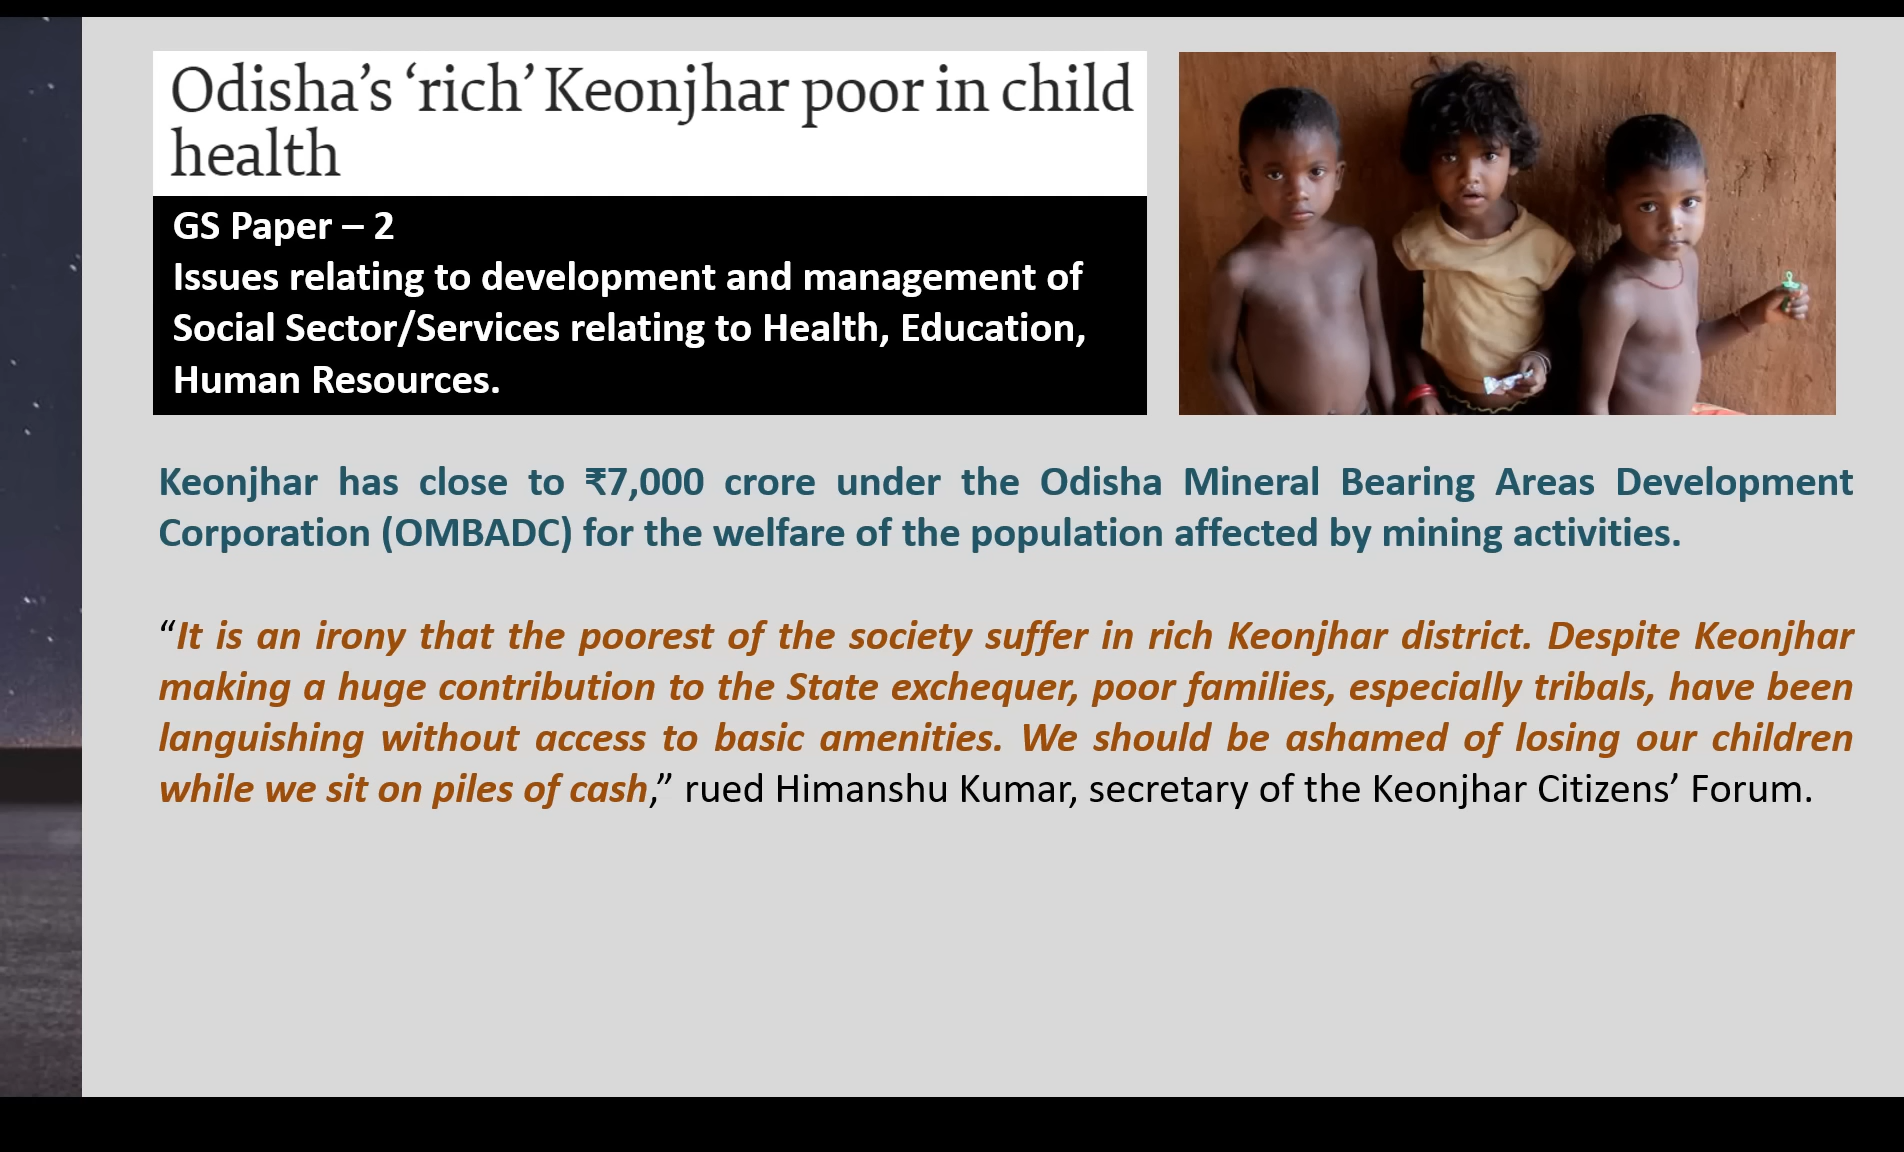 Odisha’s ‘rich’ Keonjhar poor in child
health
GS Paper – 2
Issues relating to development and management of
Social Sector/Services relating to Health, Education,
Human Resources.
Keonjhar has close to ₹7,000 crore under the Odisha Mineral Bearing Areas Development
Corporation (OMBADC) for the welfare of the population affected by mining activities.
“It is an irony that the poorest of the society suffer in rich Keonjhar district. Despite Keonjhar
making a huge contribution to the State exchequer, poor families, especially tribals, have been
languishing without access to basic amenities. We should be ashamed of losing our children
while we sit on piles of cash,” rued Himanshu Kumar, secretary of the Keonjhar Citizens’ Forum.